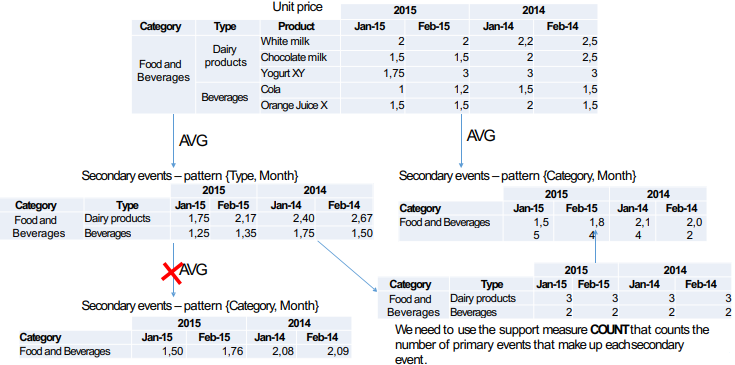 Unit price
2015 2014
Category Type Product Jan-15 Feb-15 Jan-14 Feb-14
Food and Beverages Dairy products White milk 2 2 2,2 2,5
Chocolate milk 1,5 1,5 2 2,5
Yogurt XY 1,75 3 3 3
Beverages Cola 1 1,2 1,5 1,5
Orange Juice X 1,5 1,5 2 1,5
AVG
AVG
Secondary events – pattern {Type, Month}
2015 2014
Category Type Jan-15 Feb-15 Jan-14 Feb-14
Food and Beverages Dairy products 1,75 2,17 2,40 2,67
Beverages 1,25 1,35 1,75 1,50
Secondary events – pattern {Category, Month}
2015 2014
Category Jan-15 Feb-15 Jan-14 Feb-14
Food and Beverages 1,5 1,8 2,1 2,0
5 4 4 2
AVG
Secondary events – pattern {Category, Month}
2015 2014
Category Jan-15 Feb-15 Jan-14 Feb-14
Food and Beverages 1,50 1,76 2,08 2,09
2015 2014
Category Type Jan-15 Feb-15 Jan-14 Feb-14
Food and Beverages Dairy products 3 3 3 3
Beverages 2 2 2 2
We need to use the support measure COUNT that counts the
number of primary events that make up each secondary
event.